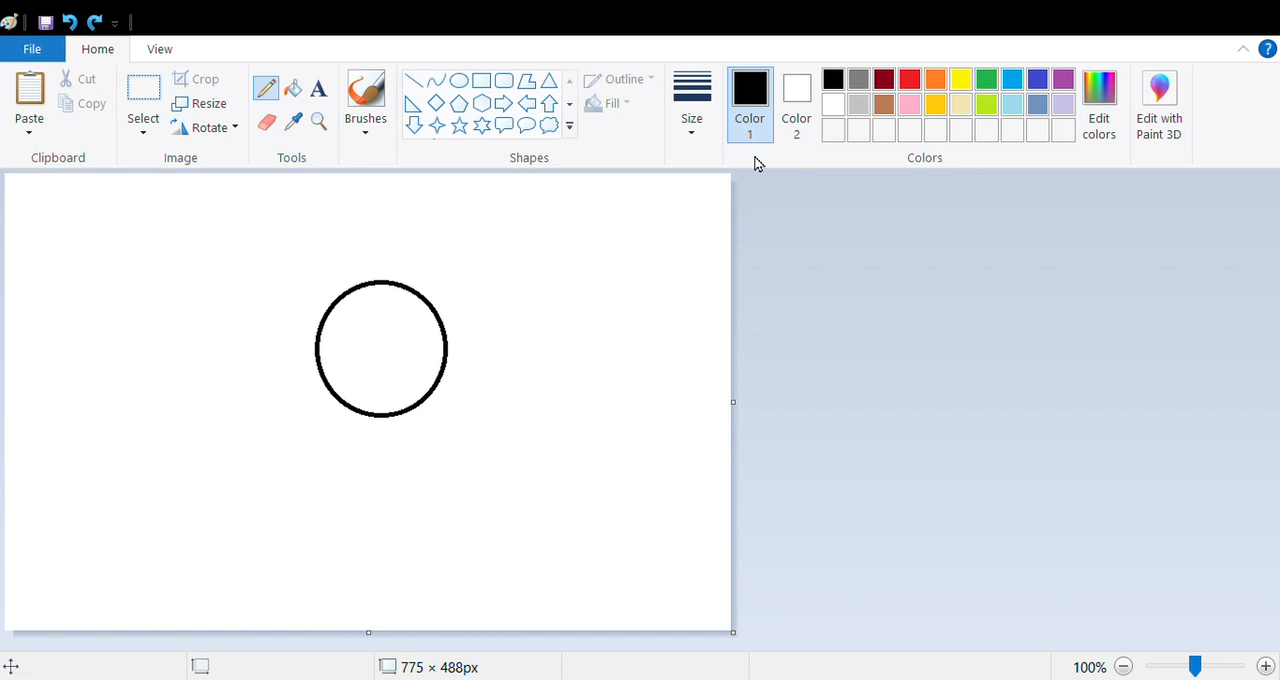 File Home View ?
Cut Crop A Outline
Copy Resize Fill
Paste Select Rotate Brushes Size Color 1 Color 2 Edit colors Edit with Paint 3D
Clipboard Image Tools Shapes Colors
775 × 488px 100%